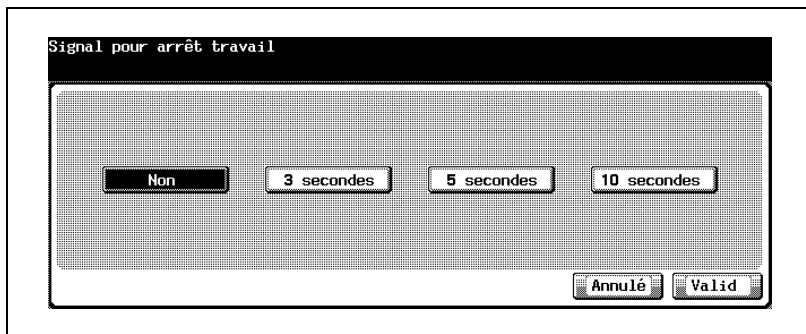 Signal pour arrêt travail
Non 3 secondes 5 secondes 10 secondes
Annulé Valid